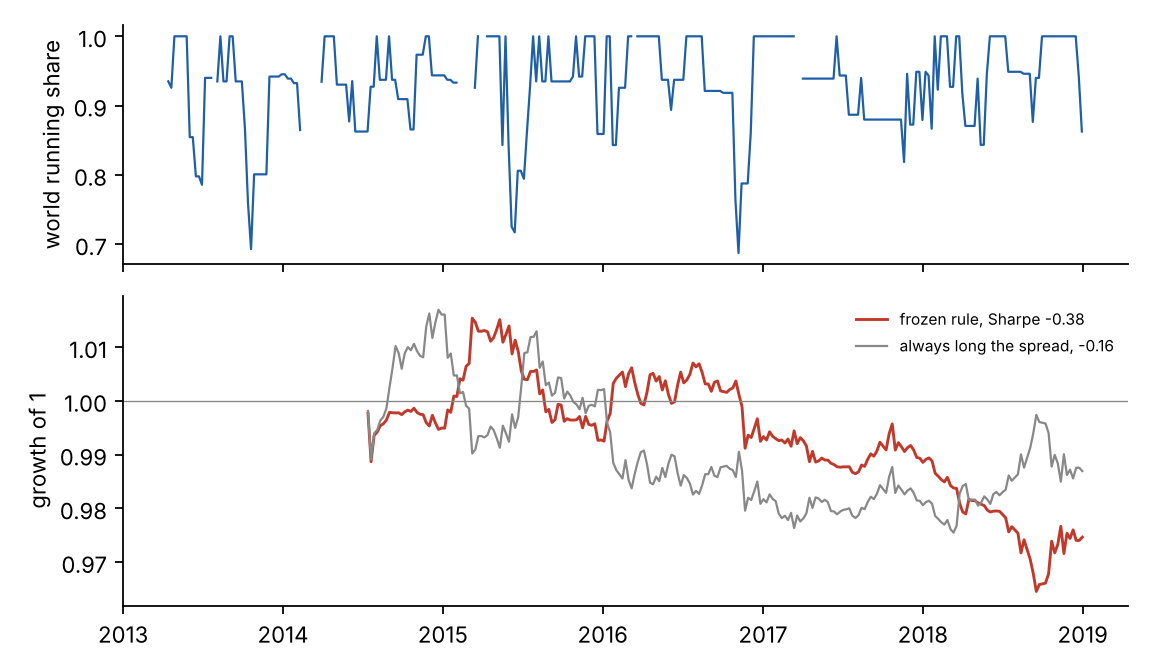 world running share
1.0
0.9
0.8
0.7
growth of 1
1.01
1.00
0.99
0.98
0.97
frozen rule, Sharpe -0.38
always long the spread, -0.16
2013 2014 2015 2016 2017 2018 2019